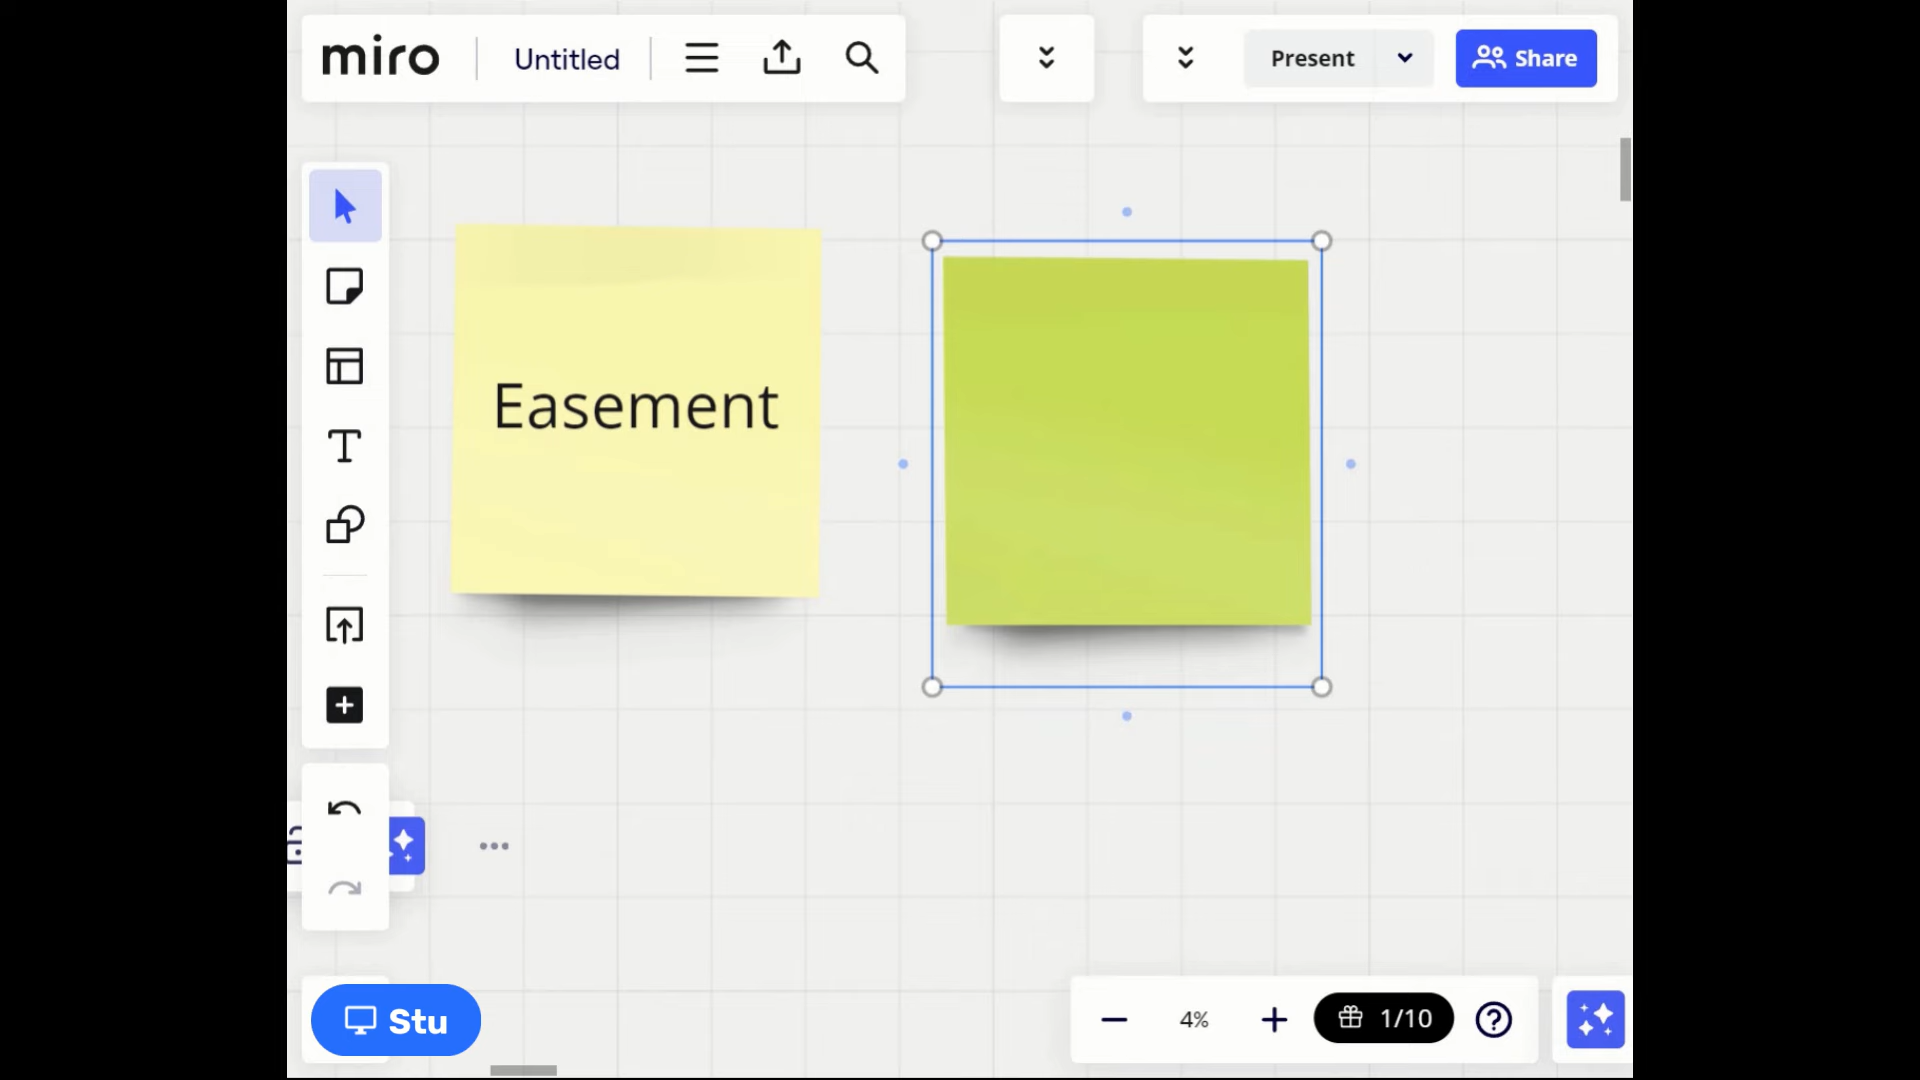 miro
Untitled
Present
Share
Easement
Stu
4%
1/10